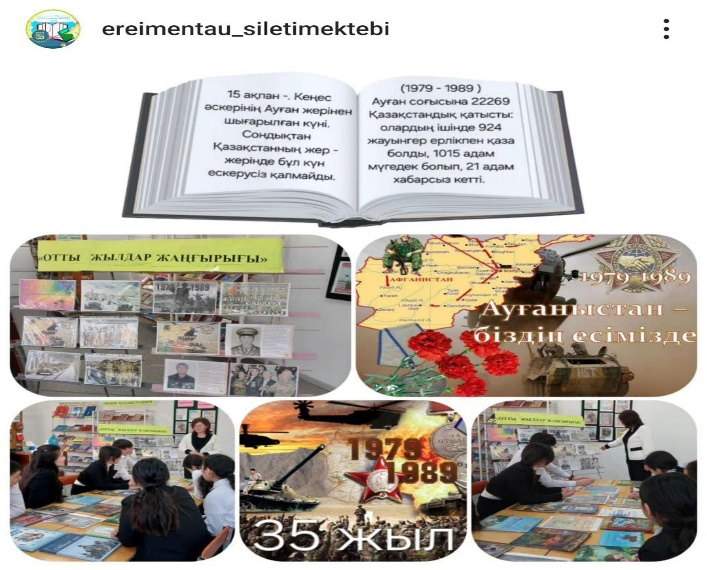 ereimentau_siletimektebi
15 ақпан -. Кеңес
әскерінің Ауған жерінен
шығарылған күні.
Сондықтан
Қазақстанның жер -
жерінде бұл күн
ескерусіз қалмайды.
(1979 - 1989 )
Ауған соғысына 22269
Қазақстандық қатысты:
олардың ішінде 924
жауынгер ерлікпен қаза
болды, 1015 адам
мүгедек болып, 21 адам
хабарсыз кетті.
«ОТТЫ ЖЫЛДАР ЖАҢҒЫРЫҒЫ»
1979 1989
АФГАНИСТАН
1979-1989
Ауғаныстан –
біздің есімізде
1979
1989
35 жыл